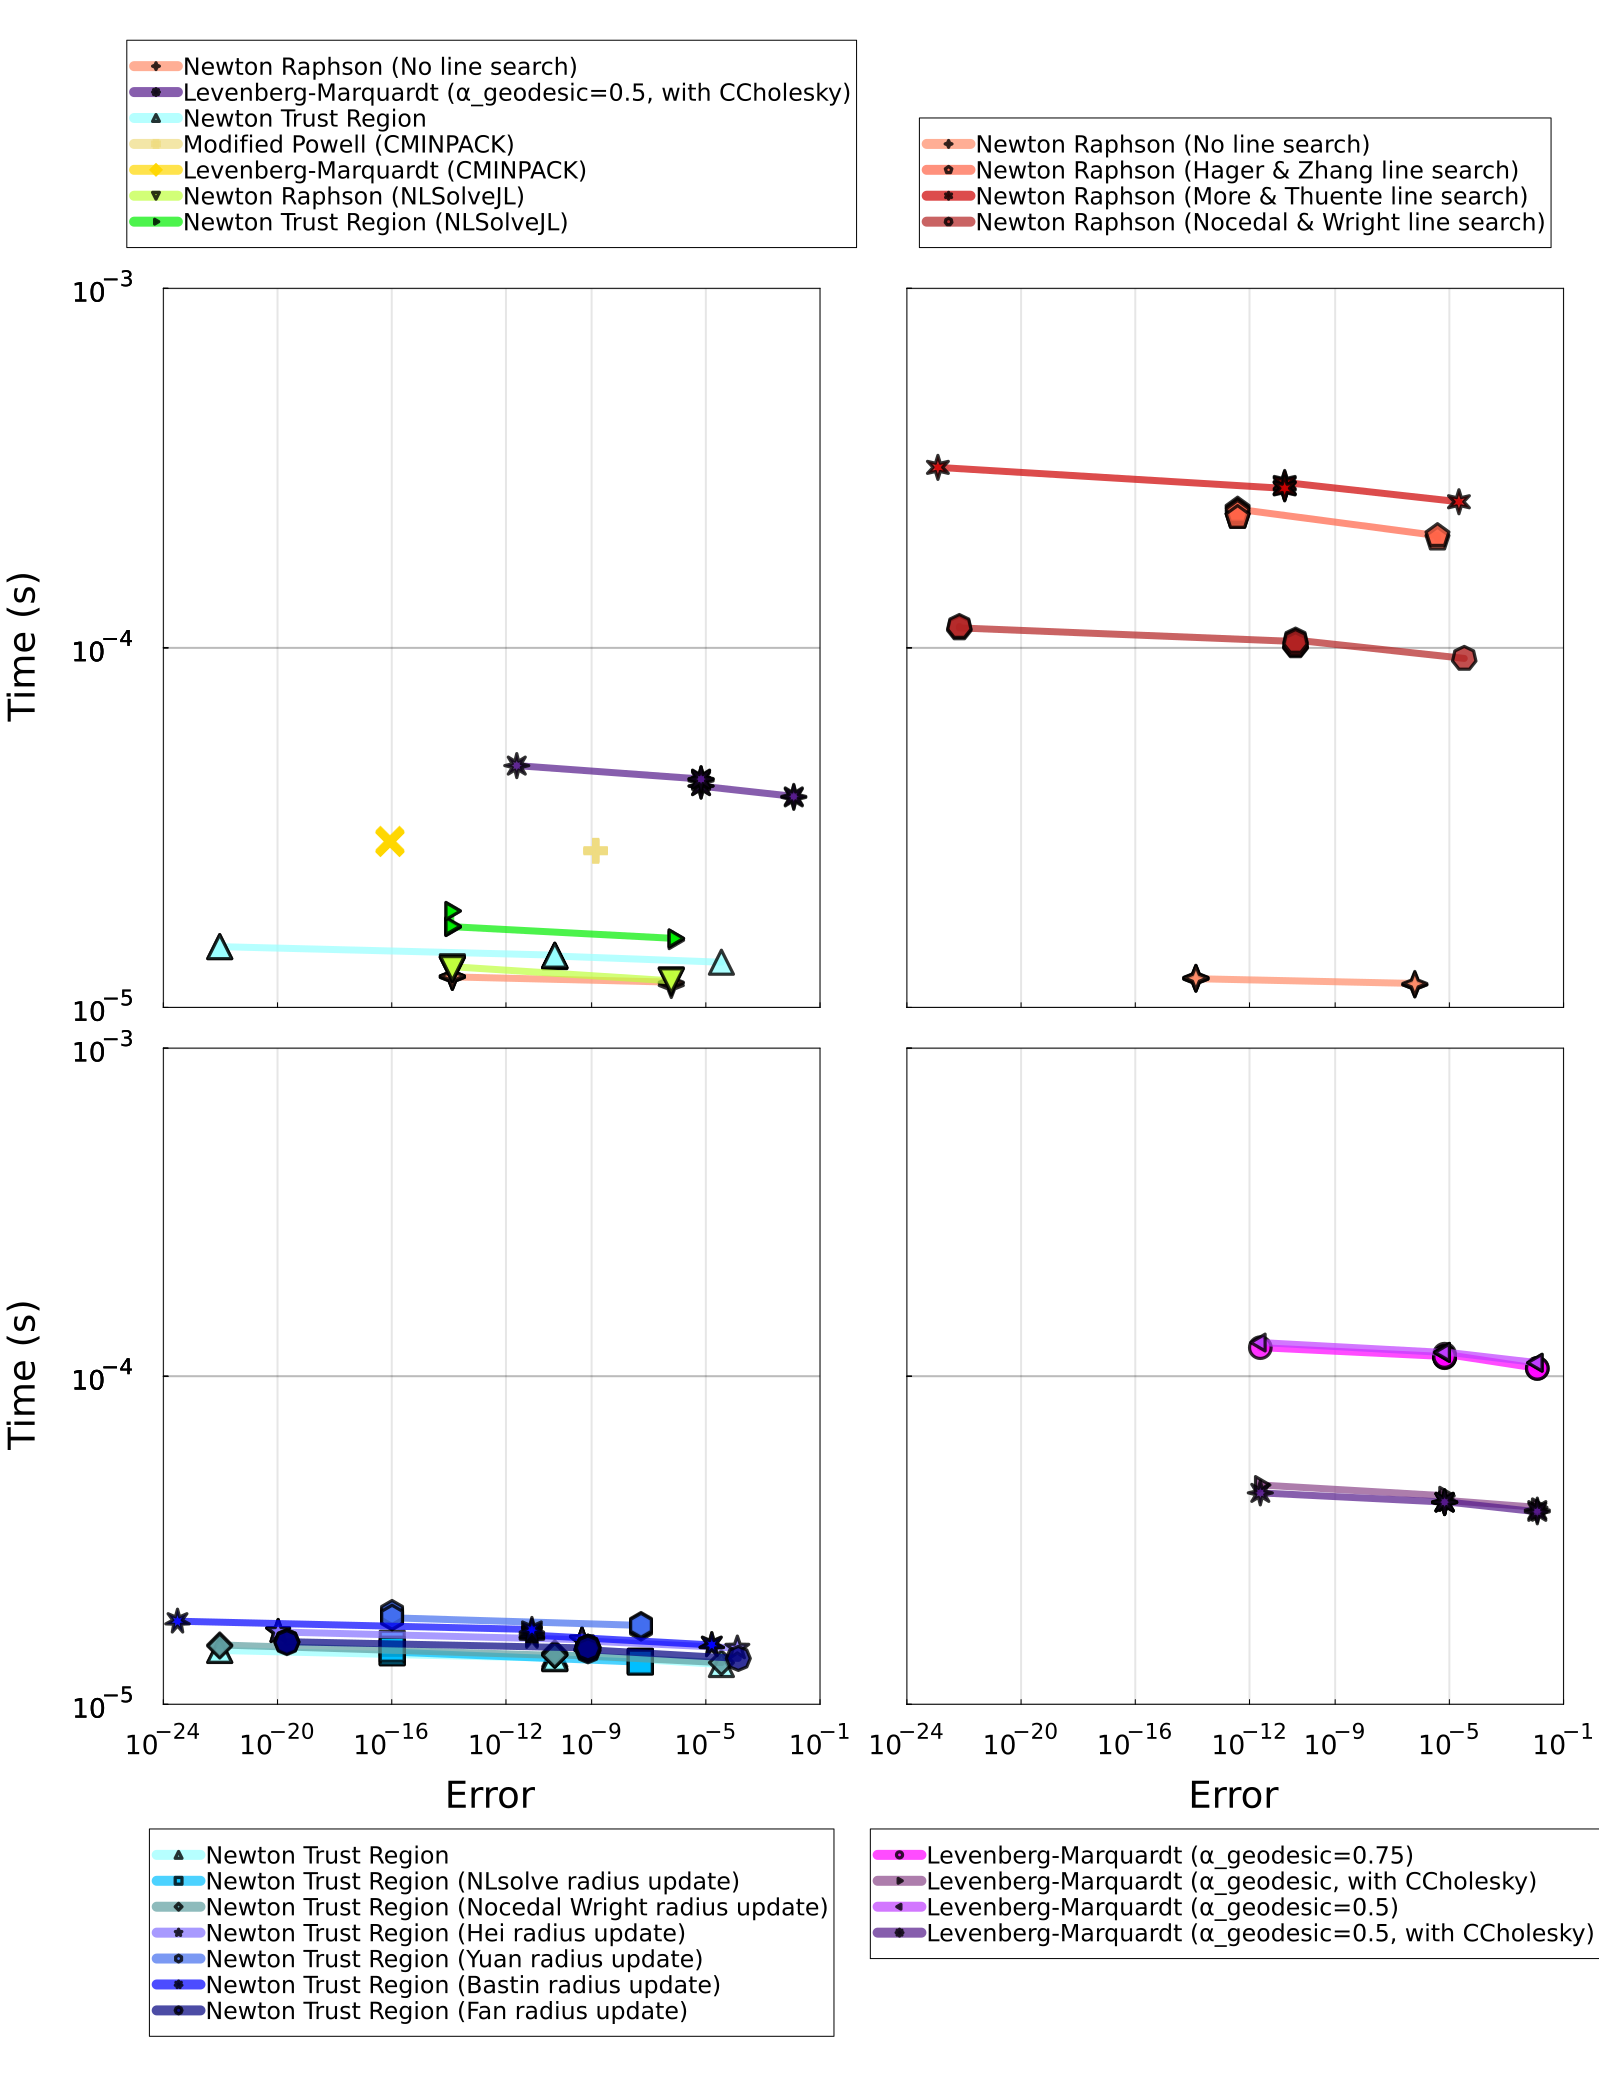 Newton Raphson (No line search)
Levenberg-Marquardt (α_geodesic=0.5, with CCholesky)
Newton Trust Region
Modified Powell (CMINPACK)
Levenberg-Marquardt (CMINPACK)
Newton Raphson (NLSolveJL)
Newton Trust Region (NLSolveJL)
Newton Raphson (No line search)
Newton Raphson (Hager & Zhang line search)
Newton Raphson (More & Thuente line search)
Newton Raphson (Nocedal & Wright line search)
10⁻³
10⁻⁴
10⁻⁵
Time (s)
10⁻³
10⁻⁴
10⁻⁵
Time (s)
10⁻²⁴ 10⁻²⁰ 10⁻¹⁶ 10⁻¹² 10⁻⁹ 10⁻⁵ 10⁻¹
Error
10⁻²⁴ 10⁻²⁰ 10⁻¹⁶ 10⁻¹² 10⁻⁹ 10⁻⁵ 10⁻¹
Error
Newton Trust Region
Newton Trust Region (NLsolve radius update)
Newton Trust Region (Nocedal Wright radius update)
Newton Trust Region (Hei radius update)
Newton Trust Region (Yuan radius update)
Newton Trust Region (Bastin radius update)
Newton Trust Region (Fan radius update)
Levenberg-Marquardt (α_geodesic=0.75)
Levenberg-Marquardt (α_geodesic, with CCholesky)
Levenberg-Marquardt (α_geodesic=0.5)
Levenberg-Marquardt (α_geodesic=0.5, with CCholesky)